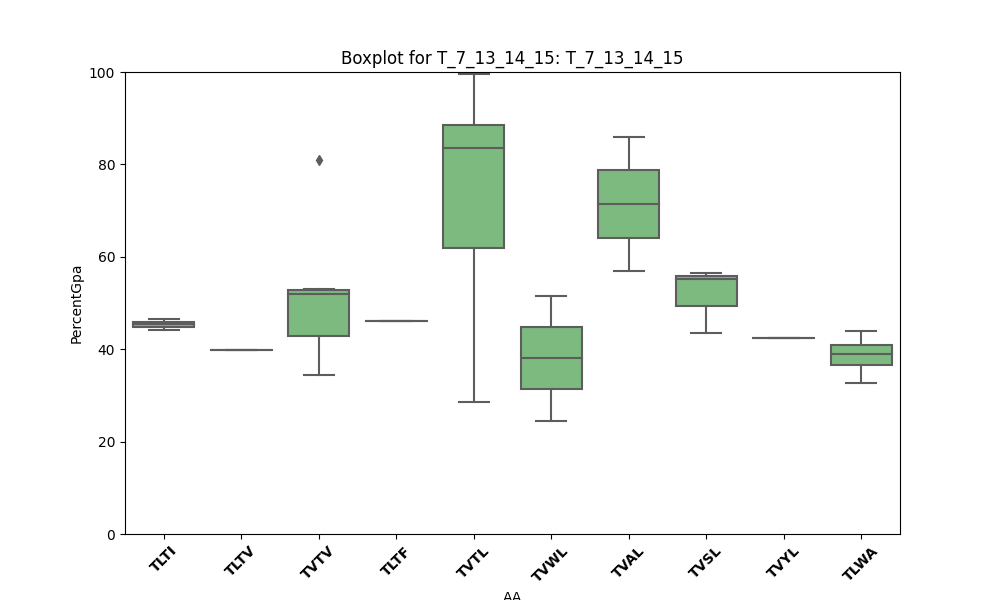 Boxplot for T_7_13_14_15: T_7_13_14_15
100
80
60
40
20
0
PercentGpa
TLTI
TLTV
TVTV
TLTF
TVTL
TVWL
TVAL
TVSL
TVYL
TLWA
AA